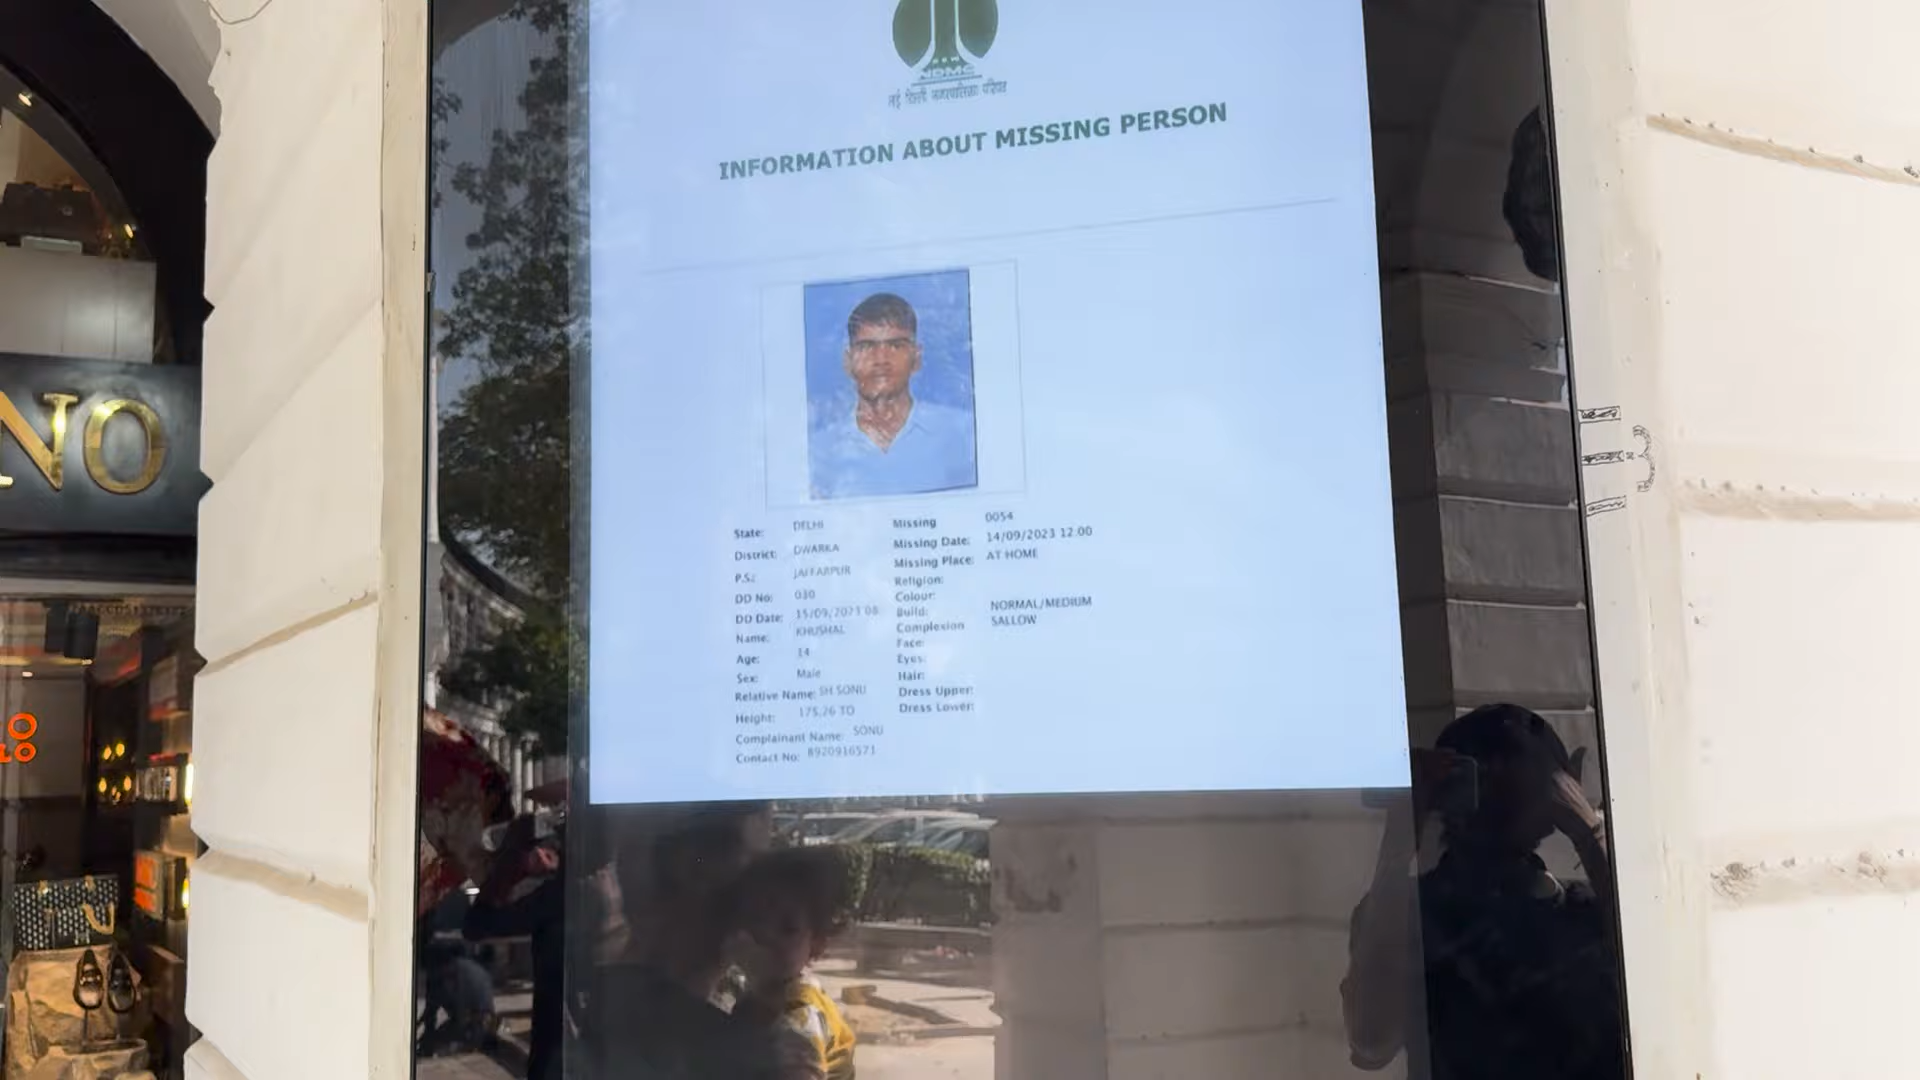 NDMC
नई दिल्ली नगरपालिका परिषद
INFORMATION ABOUT MISSING PERSON
State: DELHI
District: DWARKA
P.S.: JAFFARPUR
DD No: 030
DD Date: 15/09/2023 08
Name: KHUSHAL
Age: 14
Sex: Male
Relative Name: SH.SONU
Height: 175.26 TO
Complainant Name: SONU
Contact No: 8920916571
Missing 0054
Missing Date: 14/09/2023 12.00
Missing Place: AT HOME
Religion:
Colour:
Build: NORMAL/MEDIUM
Complexion SALLOW
Face:
Eyes:
Hair:
Dress Upper:
Dress Lower:
NO